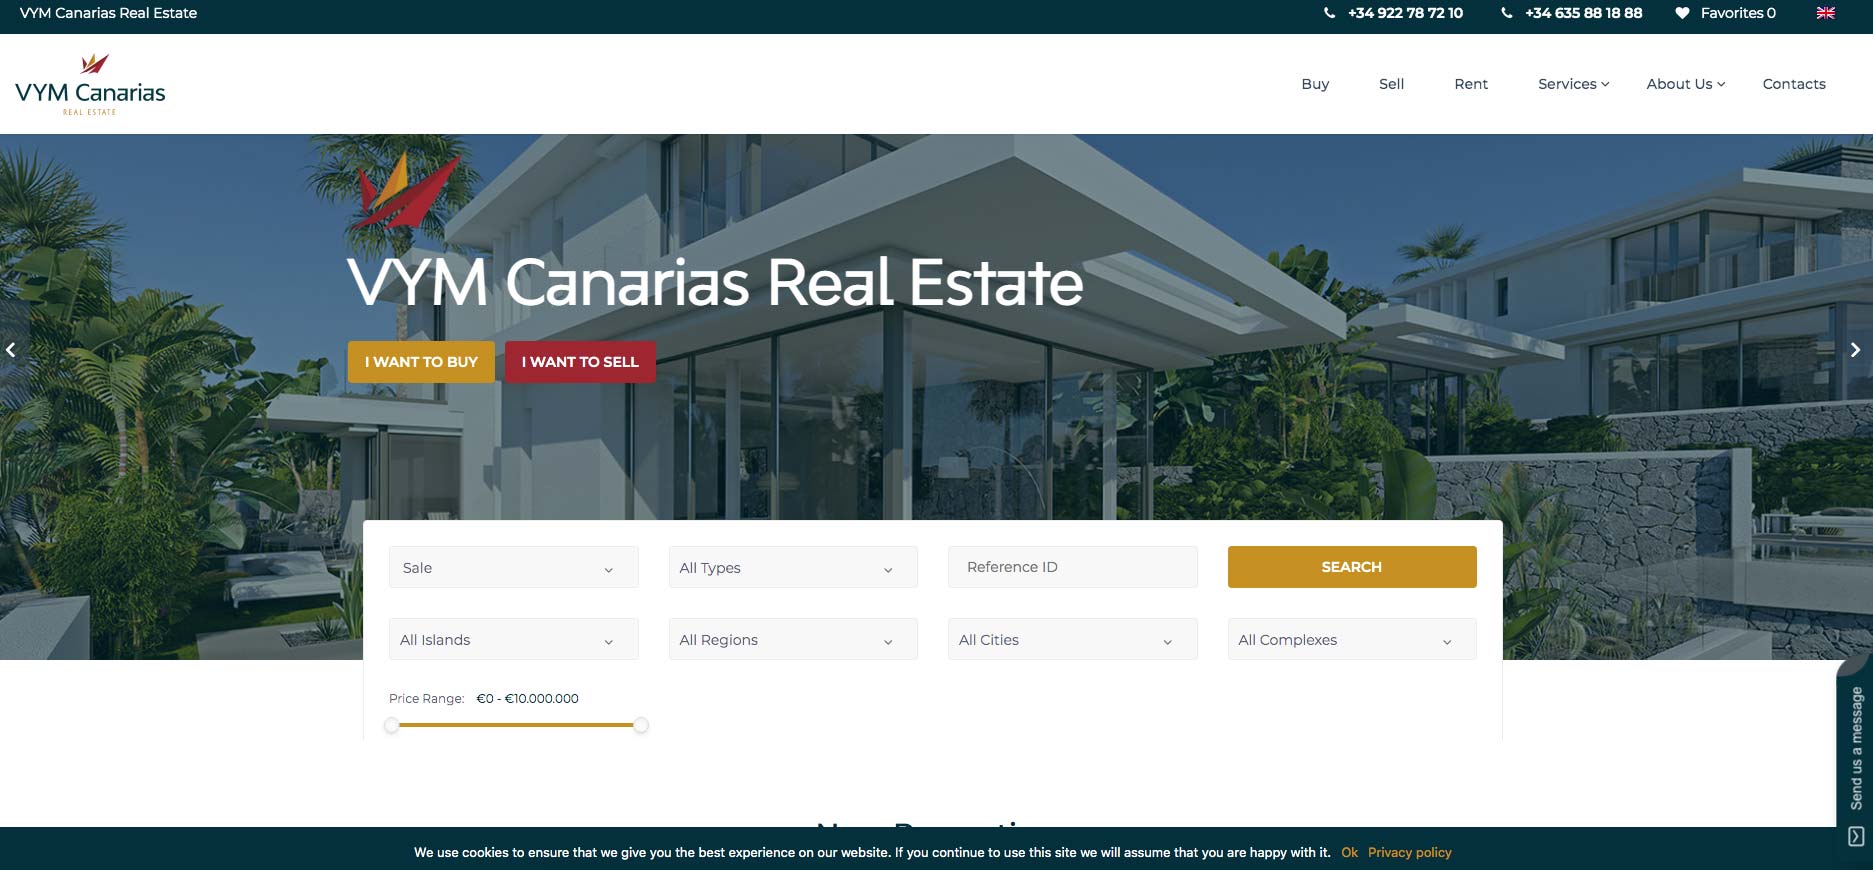 VYM Canarias Real Estate
+34 922 78 72 10
+34 635 88 18 88
Favorites 0
VYM Canarias
REAL ESTATE
Buy
Sell
Rent
Services
About Us
Contacts
VYM Canarias Real Estate
I WANT TO BUY
I WANT TO SELL
Sale
All Types
Reference ID
SEARCH
All Islands
All Regions
All Cities
All Complexes
Price Range: €0 - €10.000.000
Send us a message
We use cookies to ensure that we give you the best experience on our website. If you continue to use this site we will assume that you are happy with it. Ok Privacy policy